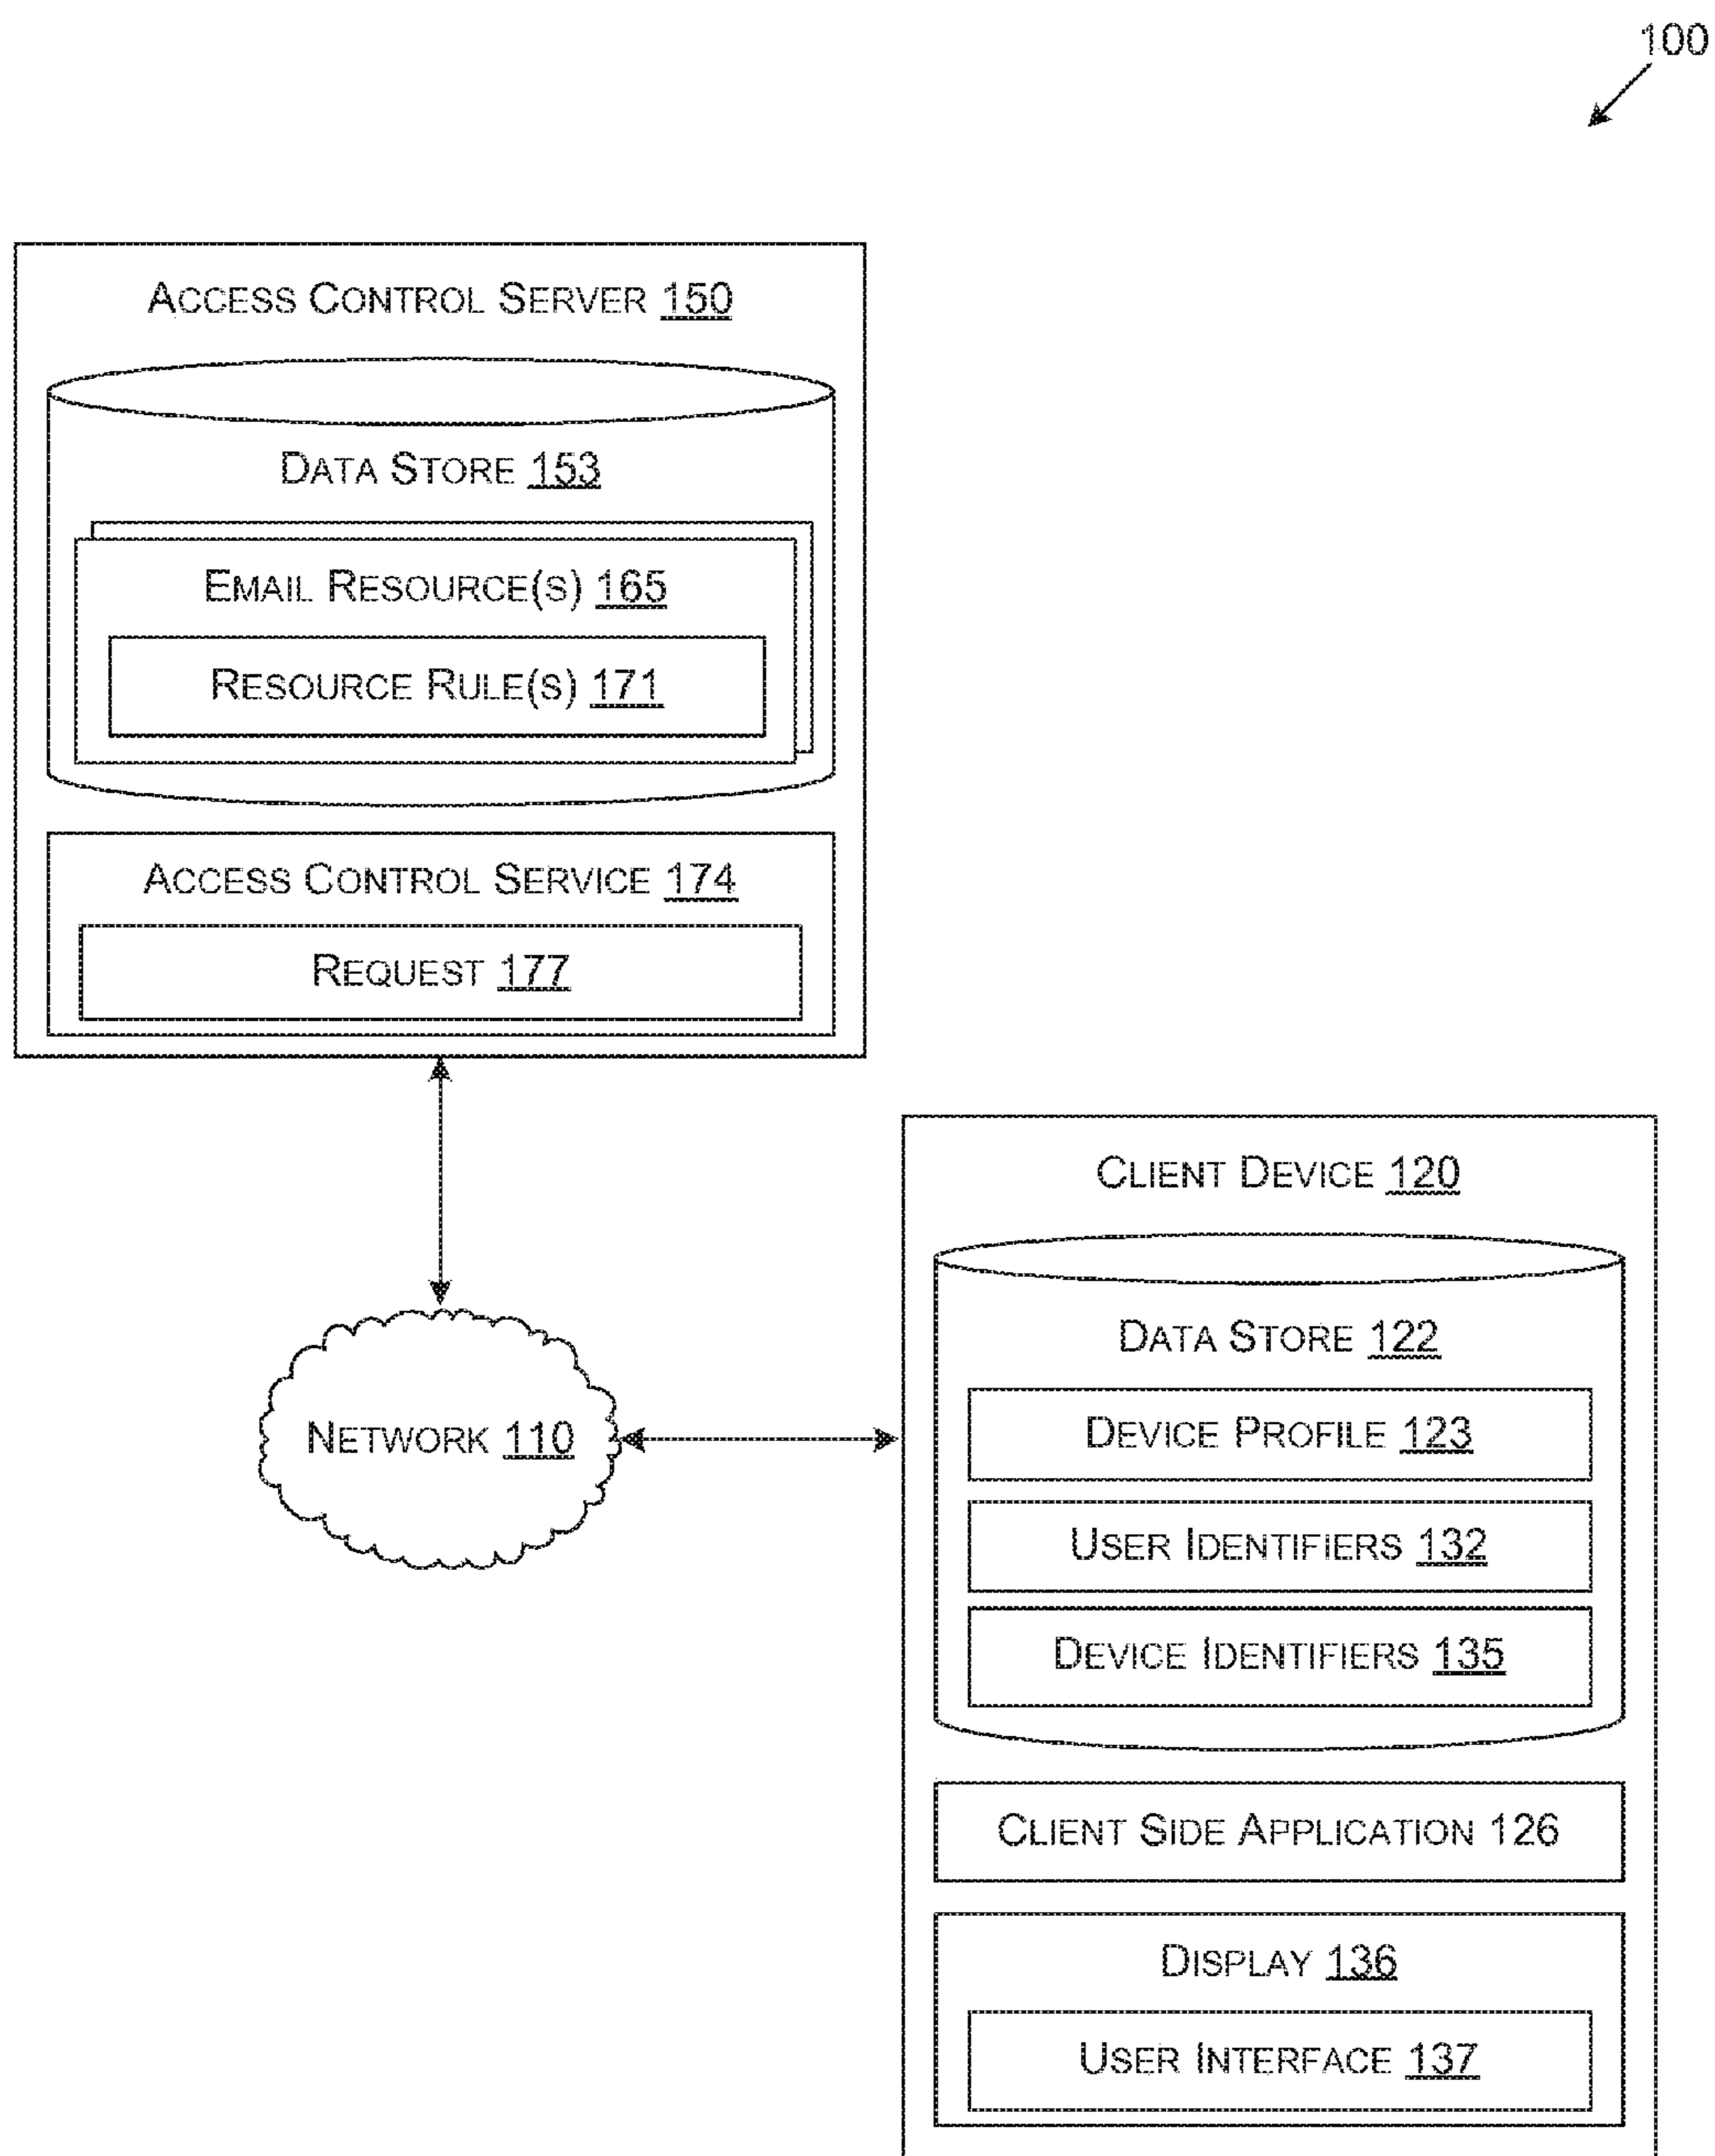 100
ACCESS CONTROL SERVER 150
DATA STORE 153
EMAIL RESOURCE(S) 165
RESOURCE RULE(S) 171
ACCESS CONTROL SERVICE 174
REQUEST 177
NETWORK 110
CLIENT DEVICE 120
DATA STORE 122
DEVICE PROFILE 123
USER IDENTIFIERS 132
DEVICE IDENTIFIERS 135
CLIENT SIDE APPLICATION 126
DISPLAY 136
USER INTERFACE 137